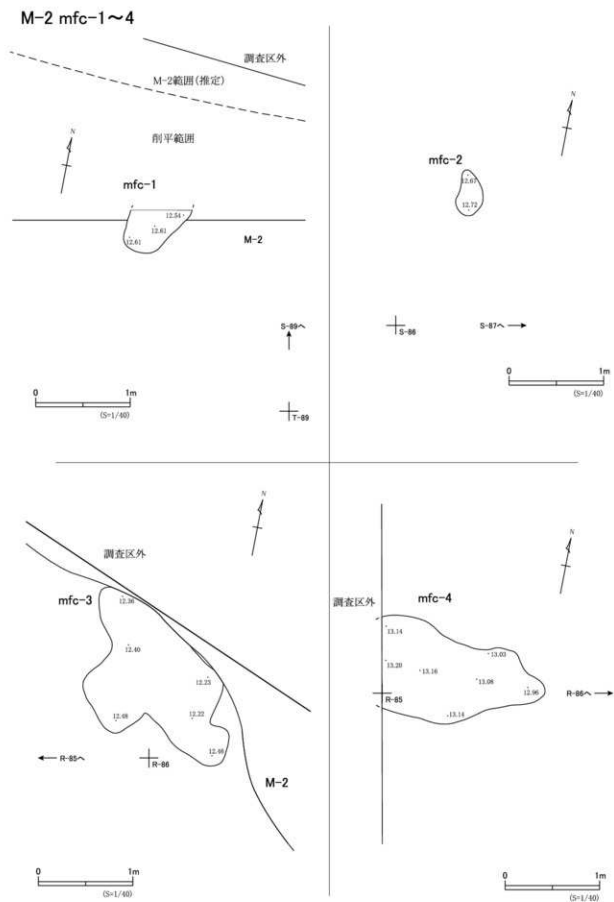 M-2 mfc-1～4
調査区外
M-2範囲(推定)
削平範囲
N
mfc-1
12.54
12.61
12.61
M-2
S-89へ
T-89
0 1m
(S=1/40)
N
mfc-2
12.67
12.72
S-86
S-87へ
0 1m
(S=1/40)
N
調査区外
mfc-3
12.36
12.40
12.23
12.48
12.22
12.46
R-85へ
R-86
M-2
0 1m
(S=1/40)
N
調査区外
mfc-4
13.14
13.03
13.20
13.16
13.08
12.96
R-85
R-86へ
13.14
0 1m
(S=1/40)